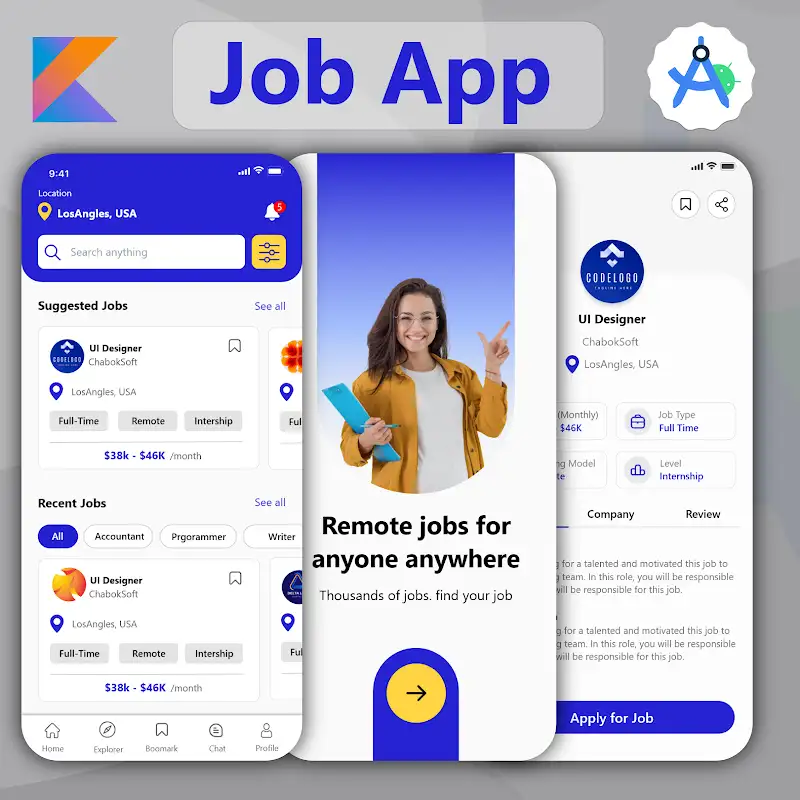 Job App
9:41
Location
LosAngles, USA
5
Search anything
Suggested Jobs
See all
CODELOGO
UI Designer
ChabokSoft
LosAngles, USA
Full-Time
Remote
Intership
Ful
$38k - $46K /month
Recent Jobs
See all
All
Accountant
Prgorammer
Writer
UI Designer
ChabokSoft
LosAngles, USA
Full-Time
Remote
Intership
Ful
$38k - $46K /month
Home
Explorer
Boomark
Chat
Profile
Remote jobs for
anyone anywhere
Thousands of jobs. find your job
CODELOGO
TAGLINE HERE
UI Designer
ChabokSoft
LosAngles, USA
(Monthly)
$46K
Job Type
Full Time
ng Model
te
Level
Internship
Company
Review
g for a talented and motivated this job to
g team. In this role, you will be responsible
will be responsible for this job.
g for a talented and motivated this job to
g team. In this role, you will be responsible
will be responsible for this job.
Apply for Job